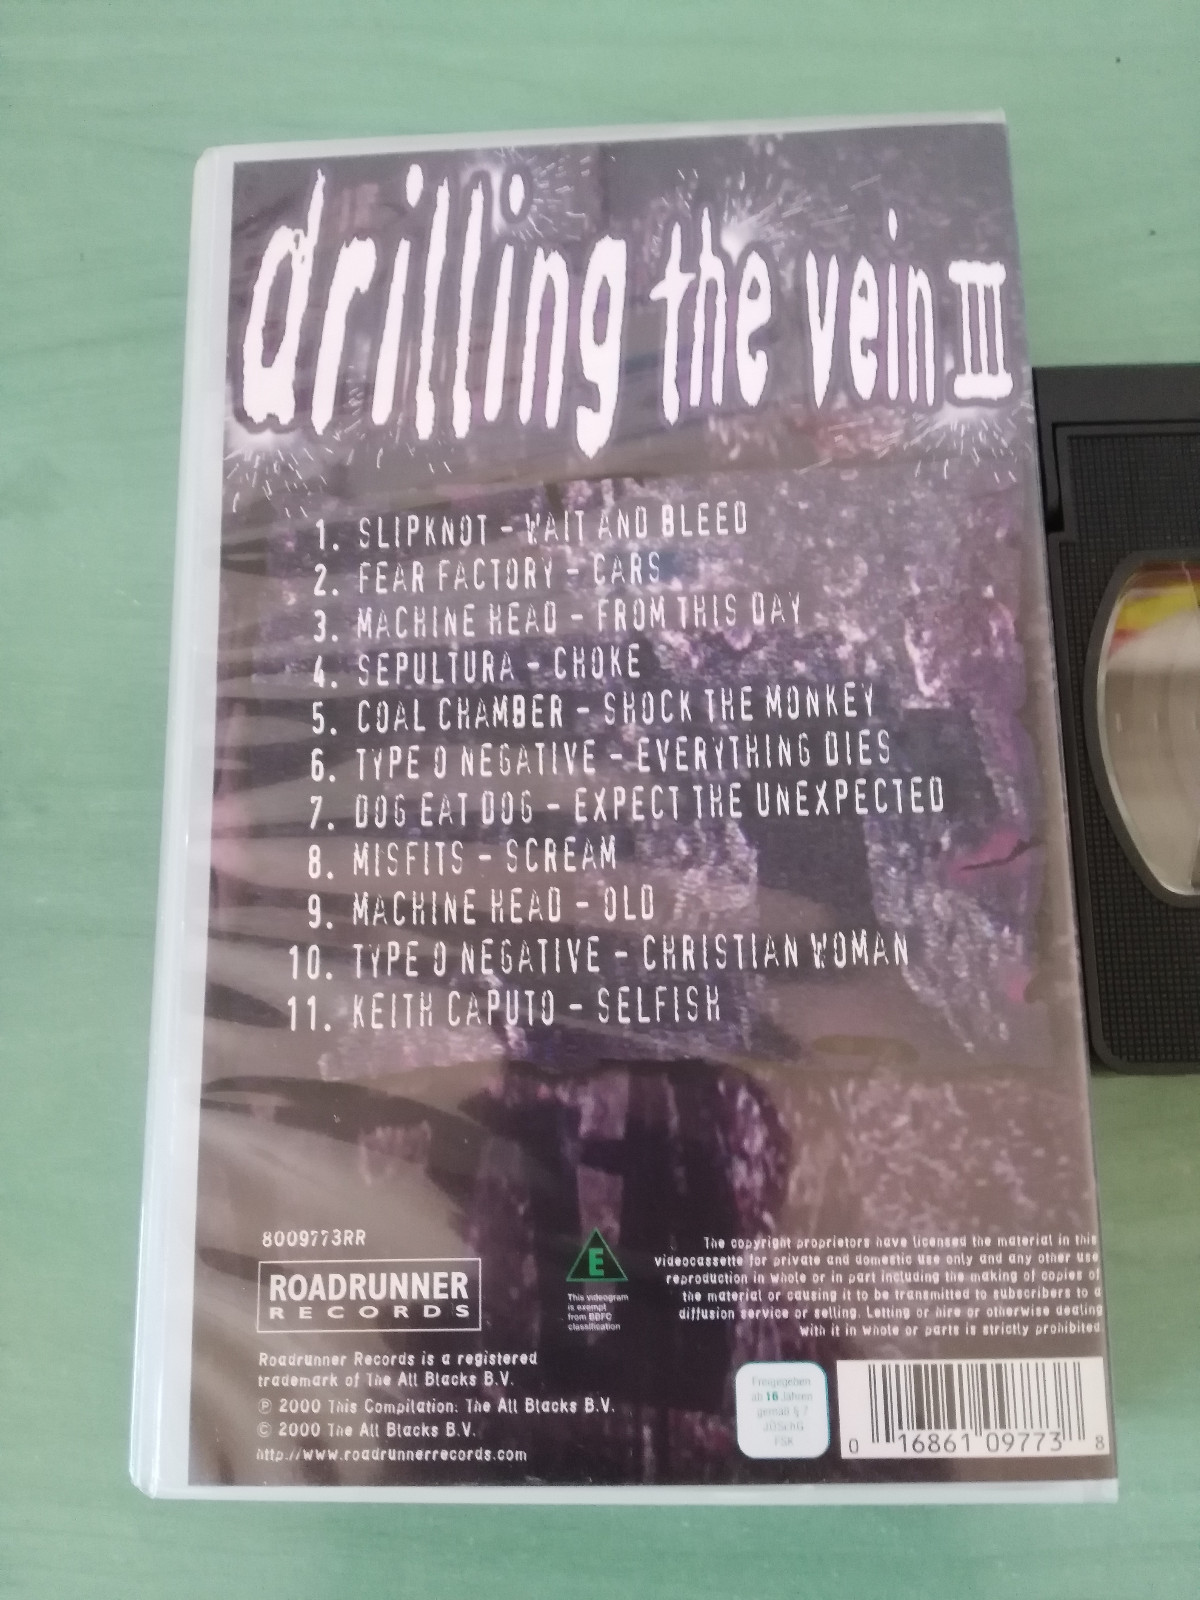 drilling the vein III
1. SLIPKNOT - WAIT AND BLEED
2. FEAR FACTORY - CARS
3. MACHINE HEAD - FROM THIS DAY
4. SEPULTURA - CHOKE
5. COAL CHAMBER - SHOCK THE MONKEY
6. TYPE O NEGATIVE - EVERYTHING DIES
7. DOG EAT DOG - EXPECT THE UNEXPECTED
8. MISFITS - SCREAM
9. MACHINE HEAD - OLD
10. TYPE O NEGATIVE - CHRISTIAN WOMAN
11. KEITH CAPUTO - SELFISH
8009773RR
ROADRUNNER
RECORDS
Roadrunner Records is a registered
trademark of The All Blacks B.V.
℗ 2000 This Compilation: The All Blacks B.V.
© 2000 The All Blacks B.V.
http://www.roadrunnerrecords.com
E
This videogram
is exempt
from BBFC
classification
The copyright proprietors have licensed the material in this
videocassette for private and domestic use only and any other use
reproduction in whole or in part including the making of copies of
the material or causing it to be transmitted to subscribers to a
diffusion service or selling. Letting or hire or otherwise dealing
with it in whole or parts is strictly prohibited
Freigegeben
ab 16 Jahren
gemäß § 7
JÖSchG
FSK
0 16861 09773 8